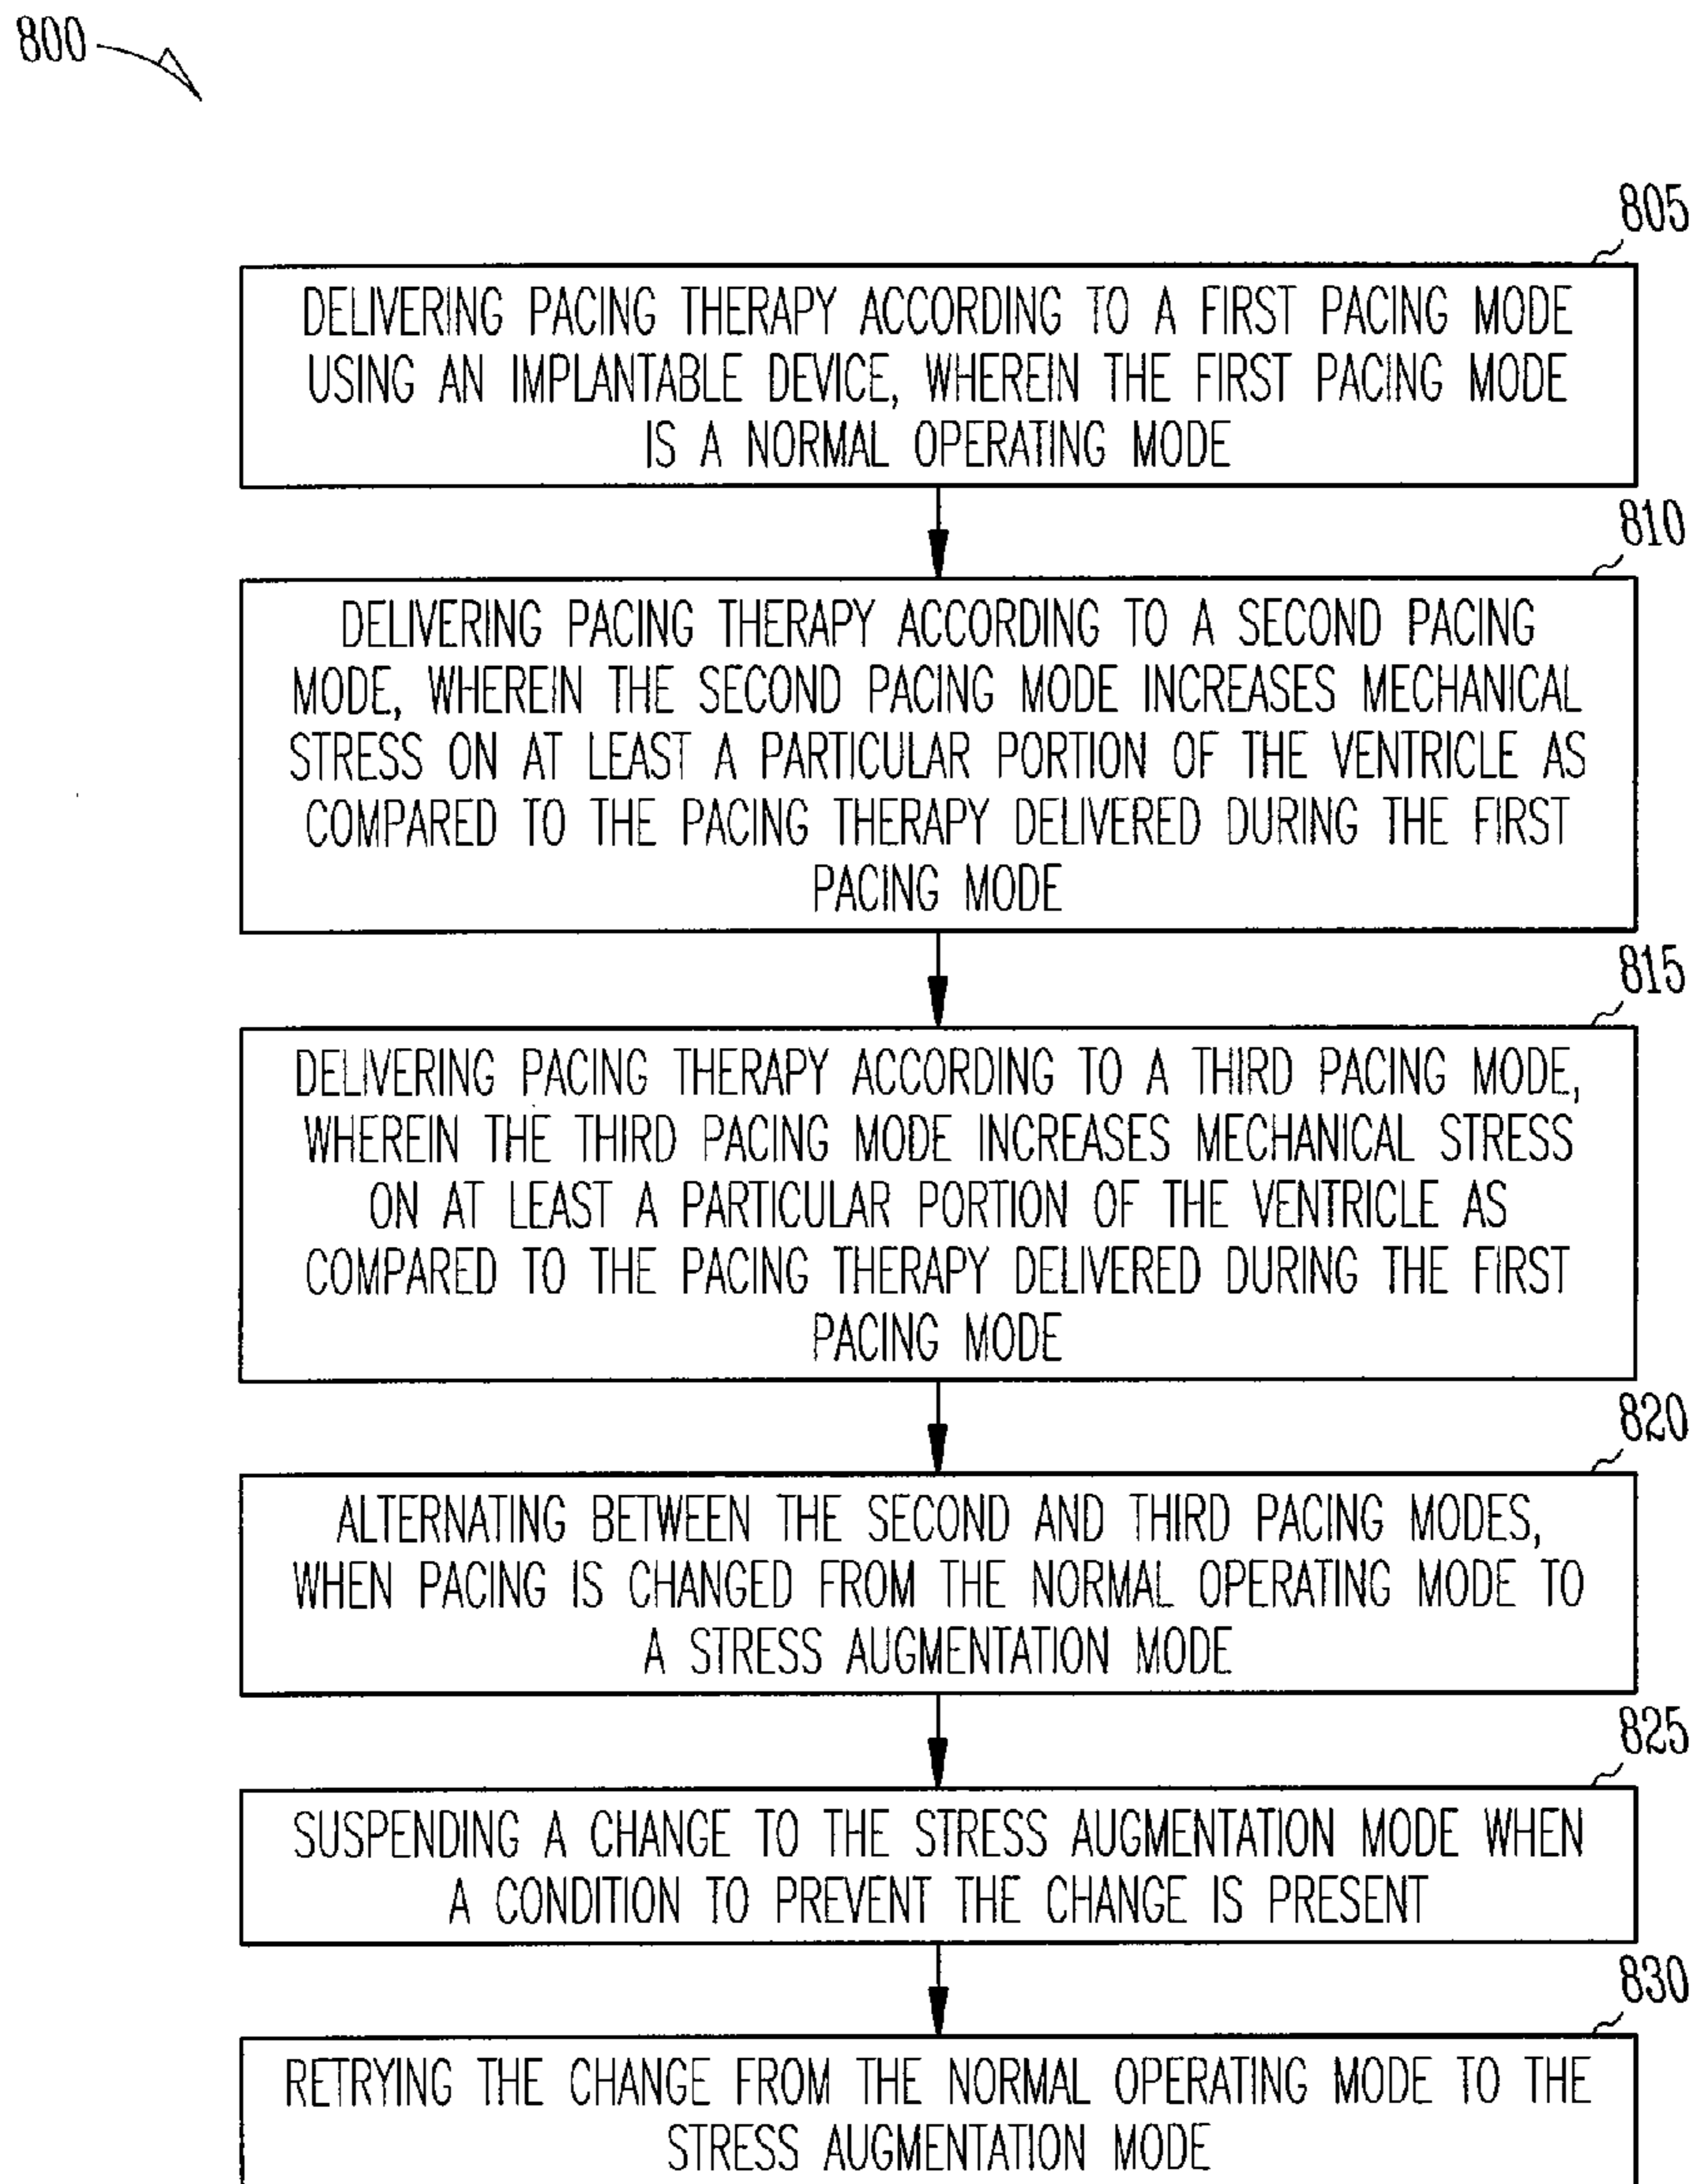 800
805
DELIVERING PACING THERAPY ACCORDING TO A FIRST PACING MODE
USING AN IMPLANTABLE DEVICE, WHEREIN THE FIRST PACING MODE
IS A NORMAL OPERATING MODE
810
DELIVERING PACING THERAPY ACCORDING TO A SECOND PACING
MODE, WHEREIN THE SECOND PACING MODE INCREASES MECHANICAL
STRESS ON AT LEAST A PARTICULAR PORTION OF THE VENTRICLE AS
COMPARED TO THE PACING THERAPY DELIVERED DURING THE FIRST
PACING MODE
815
DELIVERING PACING THERAPY ACCORDING TO A THIRD PACING MODE,
WHEREIN THE THIRD PACING MODE INCREASES MECHANICAL STRESS
ON AT LEAST A PARTICULAR PORTION OF THE VENTRICLE AS
COMPARED TO THE PACING THERAPY DELIVERED DURING THE FIRST
PACING MODE
820
ALTERNATING BETWEEN THE SECOND AND THIRD PACING MODES,
WHEN PACING IS CHANGED FROM THE NORMAL OPERATING MODE TO
A STRESS AUGMENTATION MODE
825
SUSPENDING A CHANGE TO THE STRESS AUGMENTATION MODE WHEN
A CONDITION TO PREVENT THE CHANGE IS PRESENT
830
RETRYING THE CHANGE FROM THE NORMAL OPERATING MODE TO THE
STRESS AUGMENTATION MODE